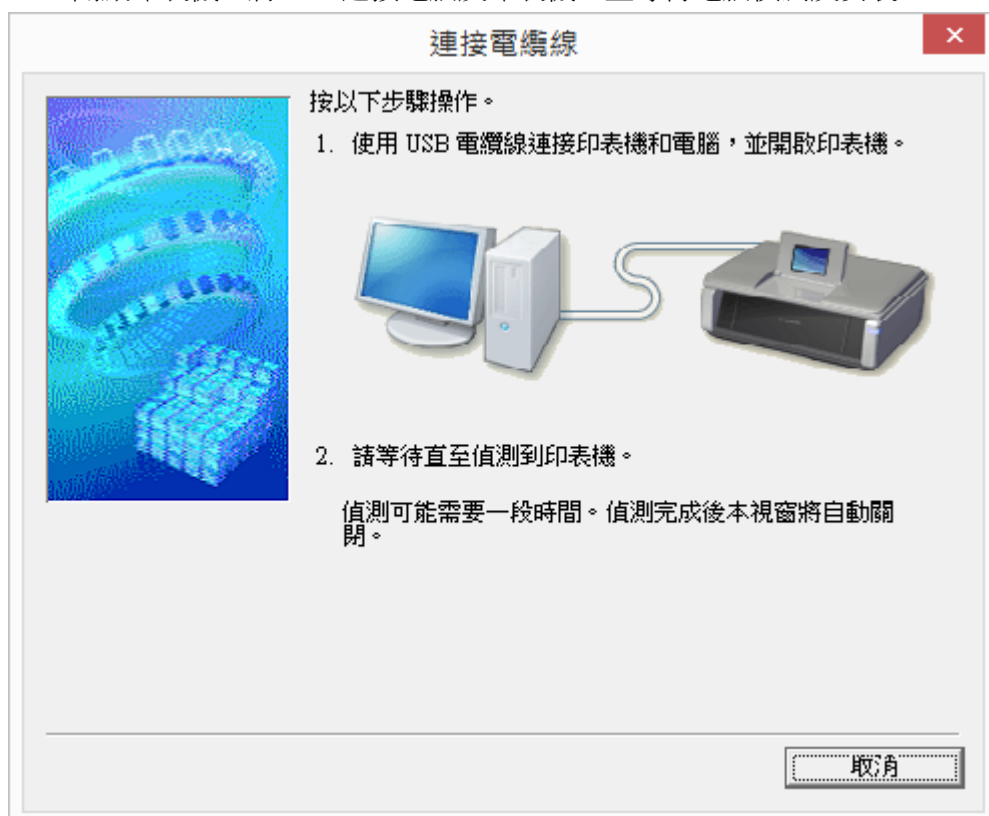 連接電纜線
按以下步驟操作。
1. 使用 USB 電纜線連接印表機和電腦，並開啟印表機。
2. 請等待直至偵測到印表機。
偵測可能需要一段時間。偵測完成後本視窗將自動關
閉。
取消